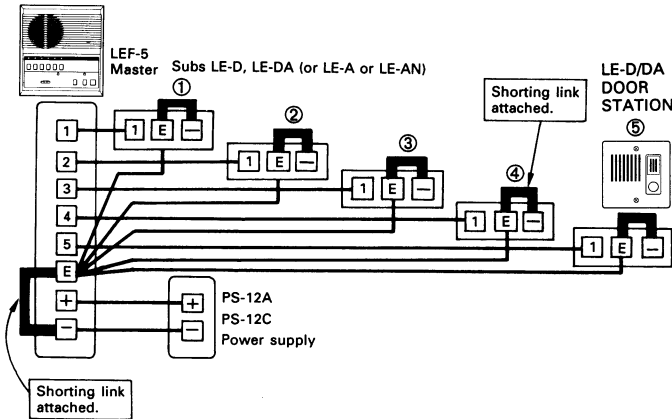 LEF-5
Master
Subs LE-D, LE-DA (or LE-A or LE-AN)
LE-D/DA
DOOR
STATION
⑤
Shorting link
attached.
①
1 E —
②
1 E —
③
1 E —
④
1 E —
1 E —
1
2
3
4
5
E
+
—
+
—
PS-12A
PS-12C
Power supply
Shorting link
attached.